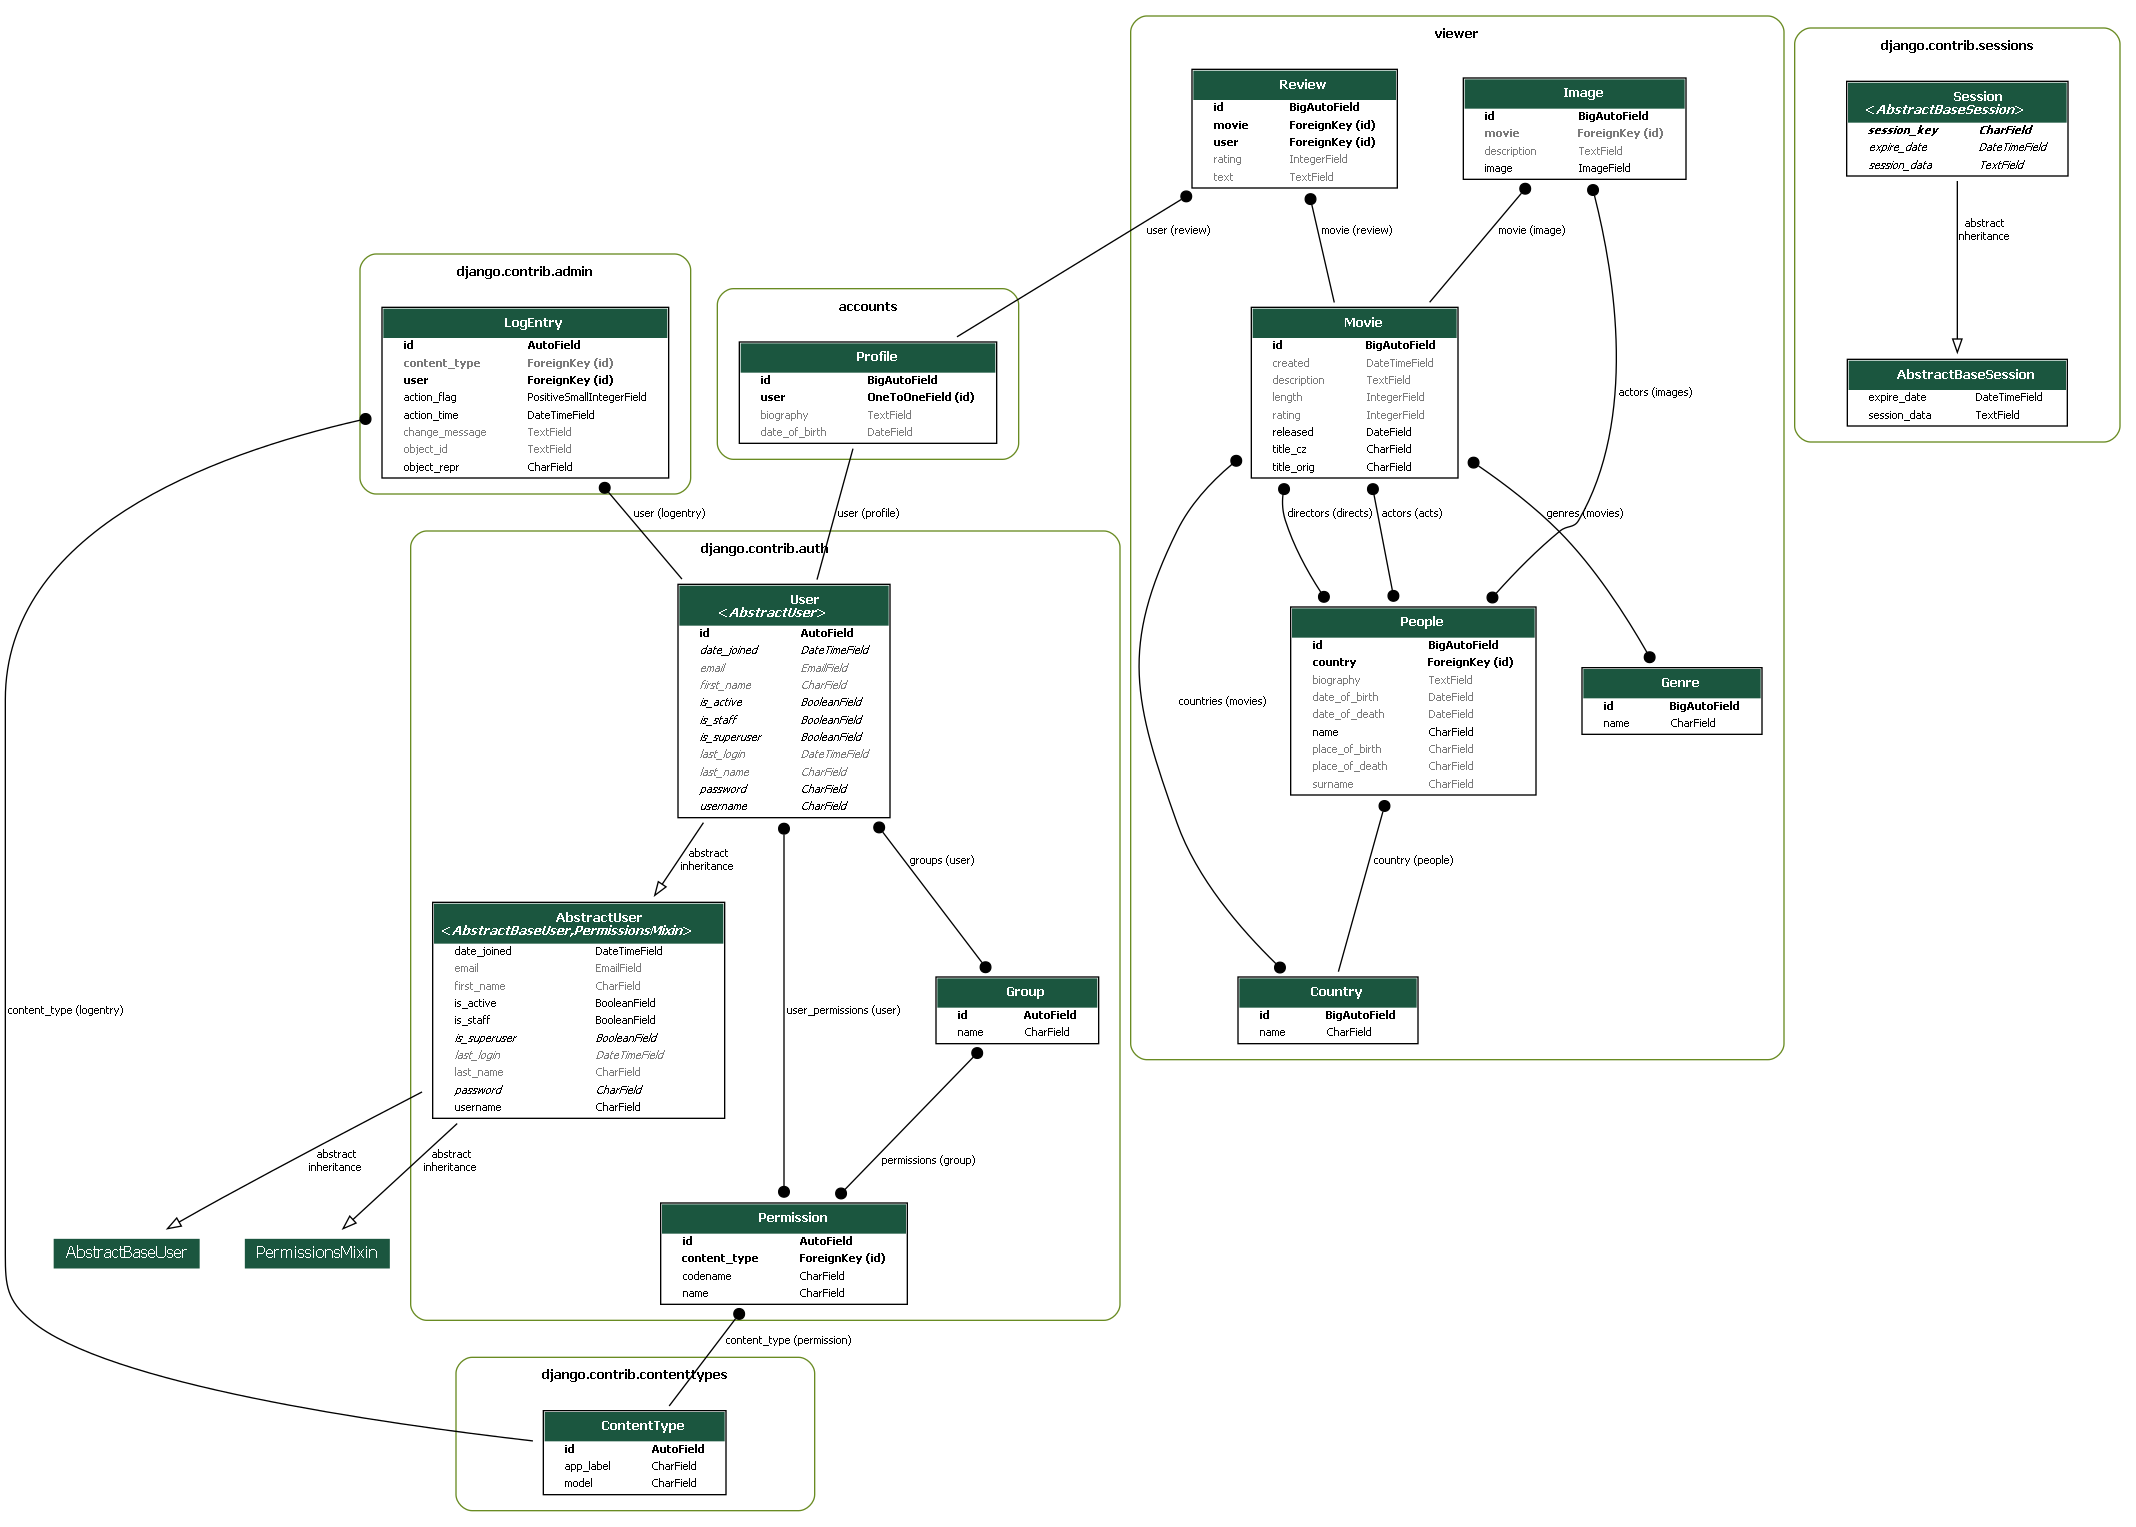 viewer
Review
id BigAutoField
movie ForeignKey (id)
user ForeignKey (id)
rating IntegerField
text TextField
Image
id BigAutoField
movie ForeignKey (id)
description TextField
image ImageField
user (review)
movie (review)
movie (image)
actors (images)
Movie
id BigAutoField
created DateTimeField
description TextField
length IntegerField
rating IntegerField
released DateField
title_cz CharField
title_orig CharField
directors (directs)
actors (acts)
genres (movies)
countries (movies)
People
id BigAutoField
country ForeignKey (id)
biography TextField
date_of_birth DateField
date_of_death DateField
name CharField
place_of_birth CharField
place_of_death CharField
surname CharField
Genre
id BigAutoField
name CharField
country (people)
Country
id BigAutoField
name CharField
django.contrib.sessions
Session
<AbstractBaseSession>
session_key CharField
expire_date DateTimeField
session_data TextField
abstract
nheritance
AbstractBaseSession
expire_date DateTimeField
session_data TextField
django.contrib.admin
LogEntry
id AutoField
content_type ForeignKey (id)
user ForeignKey (id)
action_flag PositiveSmallIntegerField
action_time DateTimeField
change_message TextField
object_id TextField
object_repr CharField
accounts
Profile
id BigAutoField
user OneToOneField (id)
biography TextField
date_of_birth DateField
user (logentry)
user (profile)
django.contrib.auth
User
<AbstractUser>
id AutoField
date_joined DateTimeField
email EmailField
first_name CharField
is_active BooleanField
is_staff BooleanField
is_superuser BooleanField
last_login DateTimeField
last_name CharField
password CharField
username CharField
abstract
inheritance
groups (user)
AbstractUser
<AbstractBaseUser,PermissionsMixin>
date_joined DateTimeField
email EmailField
first_name CharField
is_active BooleanField
is_staff BooleanField
is_superuser BooleanField
last_login DateTimeField
last_name CharField
password CharField
username CharField
content_type (logentry)
user_permissions (user)
Group
id AutoField
name CharField
abstract
inheritance
abstract
inheritance
permissions (group)
AbstractBaseUser
PermissionsMixin
Permission
id AutoField
content_type ForeignKey (id)
codename CharField
name CharField
content_type (permission)
django.contrib.contenttypes
ContentType
id AutoField
app_label CharField
model CharField